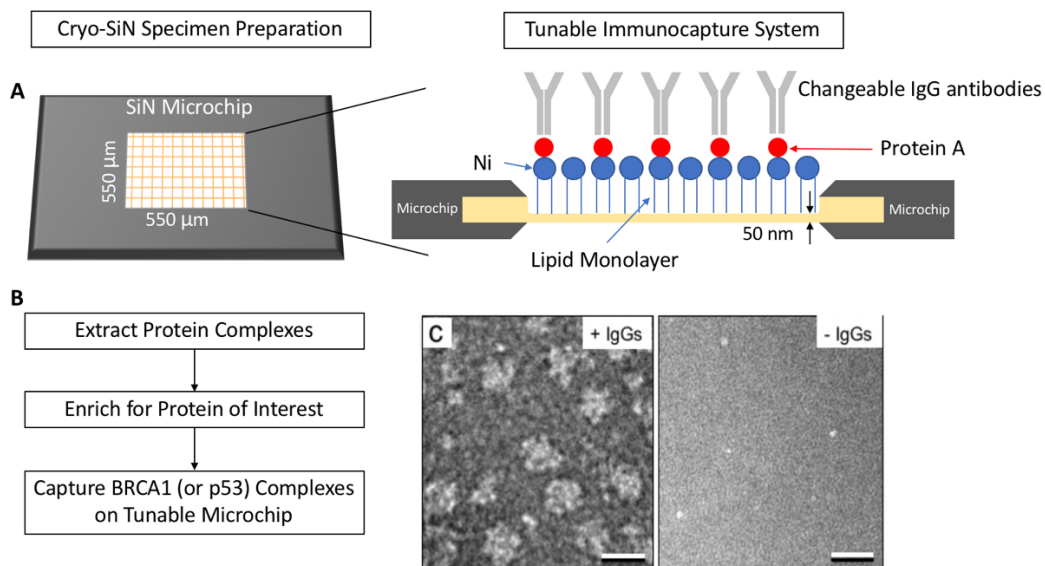 Cryo-SiN Specimen Preparation
Tunable Immunocapture System
A
SiN Microchip
550 µm
550 µm
Changeable IgG antibodies
Protein A
Ni
Microchip
Microchip
50 nm
Lipid Monolayer
B
Extract Protein Complexes
Enrich for Protein of Interest
Capture BRCA1 (or p53) Complexes
on Tunable Microchip
C
+ IgGs
- IgGs